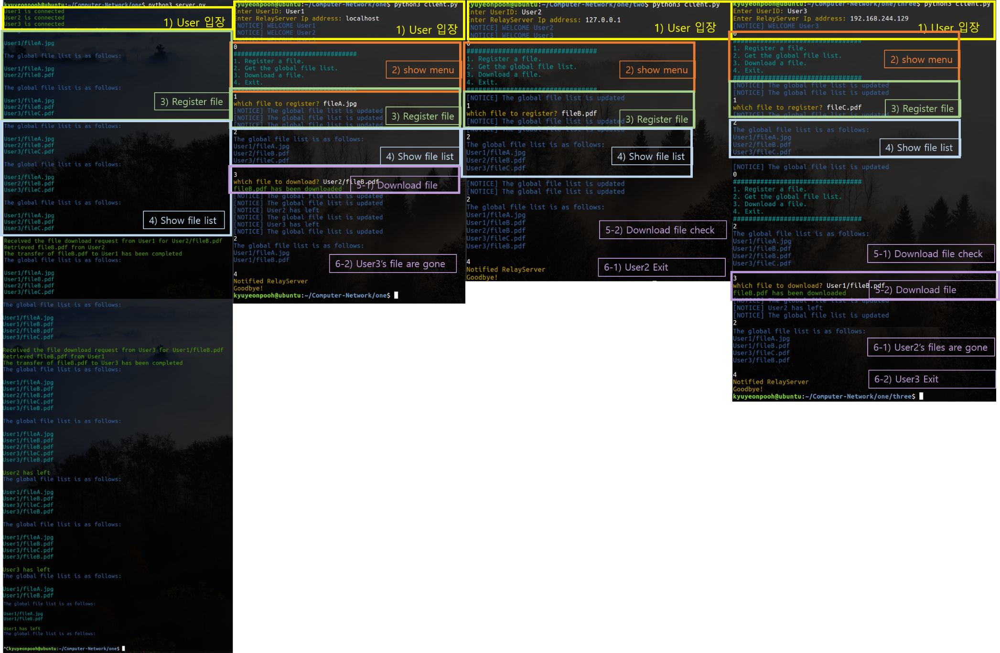 kyuyeonpooh@ubuntu:~/Computer-Network/one$ python3 server.py
User1 is connected
User2 is connected
User3 is connected
1) User 입장
User1/fileA.jpg
The global file list is as follows:
User1/fileA.jpg
User2/fileB.pdf
The global file list is as follows:
User1/fileA.jpg
User2/fileB.pdf
User3/fileC.pdf
3) Register file
The global file list is as follows:
User1/fileA.jpg
User2/fileB.pdf
User3/fileC.pdf
The global file list is as follows:
User1/fileA.jpg
User2/fileB.pdf
User3/fileC.pdf
The global file list is as follows:
User1/fileA.jpg
User2/fileB.pdf
User3/fileC.pdf
4) Show file list
Received the file download request from User1 for User2/fileB.pdf
Retrieved fileB.pdf from User2
The transfer of fileB.pdf to User1 has been completed
The global file list is as follows:
User1/fileA.jpg
User1/fileB.pdf
User2/fileB.pdf
User3/fileC.pdf
The global file list is as follows:
User1/fileA.jpg
User1/fileB.pdf
User2/fileB.pdf
User3/fileC.pdf
Received the file download request from User3 for User1/fileB.pdf
Retrieved fileB.pdf from User1
The transfer of fileB.pdf to User3 has been completed
The global file list is as follows:
User1/fileA.jpg
User1/fileB.pdf
User2/fileB.pdf
User3/fileC.pdf
User3/fileB.pdf
The global file list is as follows:
User1/fileA.jpg
User1/fileB.pdf
User2/fileB.pdf
User3/fileC.pdf
User3/fileB.pdf
User2 has left
The global file list is as follows:
User1/fileA.jpg
User1/fileB.pdf
User3/fileC.pdf
User3/fileB.pdf
The global file list is as follows:
User1/fileA.jpg
User1/fileB.pdf
User3/fileC.pdf
User3/fileB.pdf
User3 has left
The global file list is as follows:
User1/fileA.jpg
User1/fileB.pdf
The global file list is as follows:
User1/fileA.jpg
User1/fileB.pdf
User1 has left
The global file list is as follows:
^Ckyuyeonpooh@ubuntu:~/Computer-Network/one$
kyuyeonpooh@ubuntu:~/Computer-Network/one$ python3 client.py
Enter UserID: User1
Enter RelayServer Ip address: localhost
[NOTICE] WELCOME User1
[NOTICE] WELCOME User2
1) User 입장
0
###############################
1. Register a file.
2. Get the global file list.
3. Download a file.
4. Exit.
###############################
2) show menu
1
which file to register? fileA.jpg
[NOTICE] The global file list is updated
[NOTICE] The global file list is updated
[NOTICE] The global file list is updated
3) Register file
2
The global file list is as follows:
User1/fileA.jpg
User2/fileB.pdf
User3/fileC.pdf
4) Show file list
3
which file to download? User2/fileB.pdf
fileB.pdf has been downloaded
5-1) Download file
[NOTICE] The global file list is updated
[NOTICE] The global file list is updated
[NOTICE] User2 has left
[NOTICE] The global file list is updated
[NOTICE] User3 has left
[NOTICE] The global file list is updated
2
The global file list is as follows:
User1/fileA.jpg
User1/fileB.pdf
6-2) User3's file are gone
4
Notified RelayServer
Goodbye!
kyuyeonpooh@ubuntu:~/Computer-Network/one$
kyuyeonpooh@ubuntu:~/Computer-Network/one/two$ python3 client.py
Enter UserID: User2
Enter RelayServer Ip address: 127.0.0.1
[NOTICE] WELCOME User2
[NOTICE] WELCOME User3
1) User 입장
0
#################################
1. Register a file.
2. Get the global file list.
3. Download a file.
4. Exit.
#################################
2) show menu
[NOTICE] The global file list is updated
1
which file to register? fileB.pdf
[NOTICE] The global file list is updated
3) Register file
2
The global file list is as follows:
User1/fileA.jpg
User2/fileB.pdf
User3/fileC.pdf
4) Show file list
[NOTICE] The global file list is updated
[NOTICE] The global file list is updated
2
The global file list is as follows:
User1/fileA.jpg
User1/fileB.pdf
User2/fileB.pdf
User3/fileC.pdf
User3/fileB.pdf
5-2) Download file check
4
Notified RelayServer
Goodbye!
6-1) User2 Exit
kyuyeonpooh@ubuntu:~/Computer-Network/one/three$ python3 client.py
Enter UserID: User3
Enter RelayServer Ip address: 192.168.244.129
[NOTICE] WELCOME User3
1) User 입장
0
#################################
1. Register a file.
2. Get the global file list.
3. Download a file.
4. Exit.
#################################
2) show menu
[NOTICE] The global file list is updated
[NOTICE] The global file list is updated
1
which file to register? fileC.pdf
[NOTICE] The global file list is updated
3) Register file
2
The global file list is as follows:
User1/fileA.jpg
User2/fileB.pdf
User3/fileC.pdf
4) Show file list
[NOTICE] The global file list is updated
0
#################################
1. Register a file.
2. Get the global file list.
3. Download a file.
4. Exit.
#################################
2
The global file list is as follows:
User1/fileA.jpg
User1/fileB.pdf
User2/fileB.pdf
User3/fileC.pdf
5-1) Download file check
3
which file to download? User1/fileB.pdf
fileB.pdf has been downloaded
5-2) Download file
[NOTICE] The global file list is updated
[NOTICE] User2 has left
[NOTICE] The global file list is updated
2
The global file list is as follows:
User1/fileA.jpg
User1/fileB.pdf
User3/fileC.pdf
User3/fileB.pdf
6-1) User2's files are gone
4
Notified RelayServer
Goodbye!
6-2) User3 Exit
kyuyeonpooh@ubuntu:~/Computer-Network/one/three$